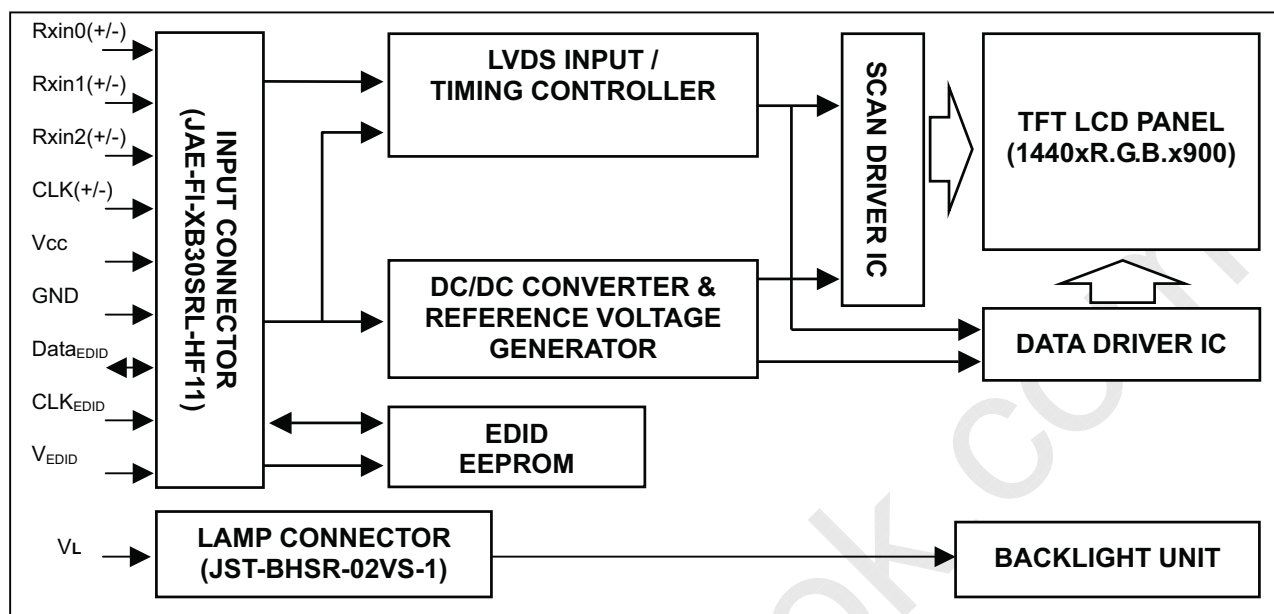 Rxin0(+/-)
Rxin1(+/-)
Rxin2(+/-)
CLK(+/-)
Vcc
GND
DataEDID
CLKEDID
VEDID
VL
INPUT CONNECTOR
(JAE-FI-XB30SRL-HF11)
LVDS INPUT /
TIMING CONTROLLER
DC/DC CONVERTER &
REFERENCE VOLTAGE
GENERATOR
EDID
EEPROM
SCAN DRIVER IC
TFT LCD PANEL
(1440xR.G.B.x900)
DATA DRIVER IC
LAMP CONNECTOR
(JST-BHSR-02VS-1)
BACKLIGHT UNIT